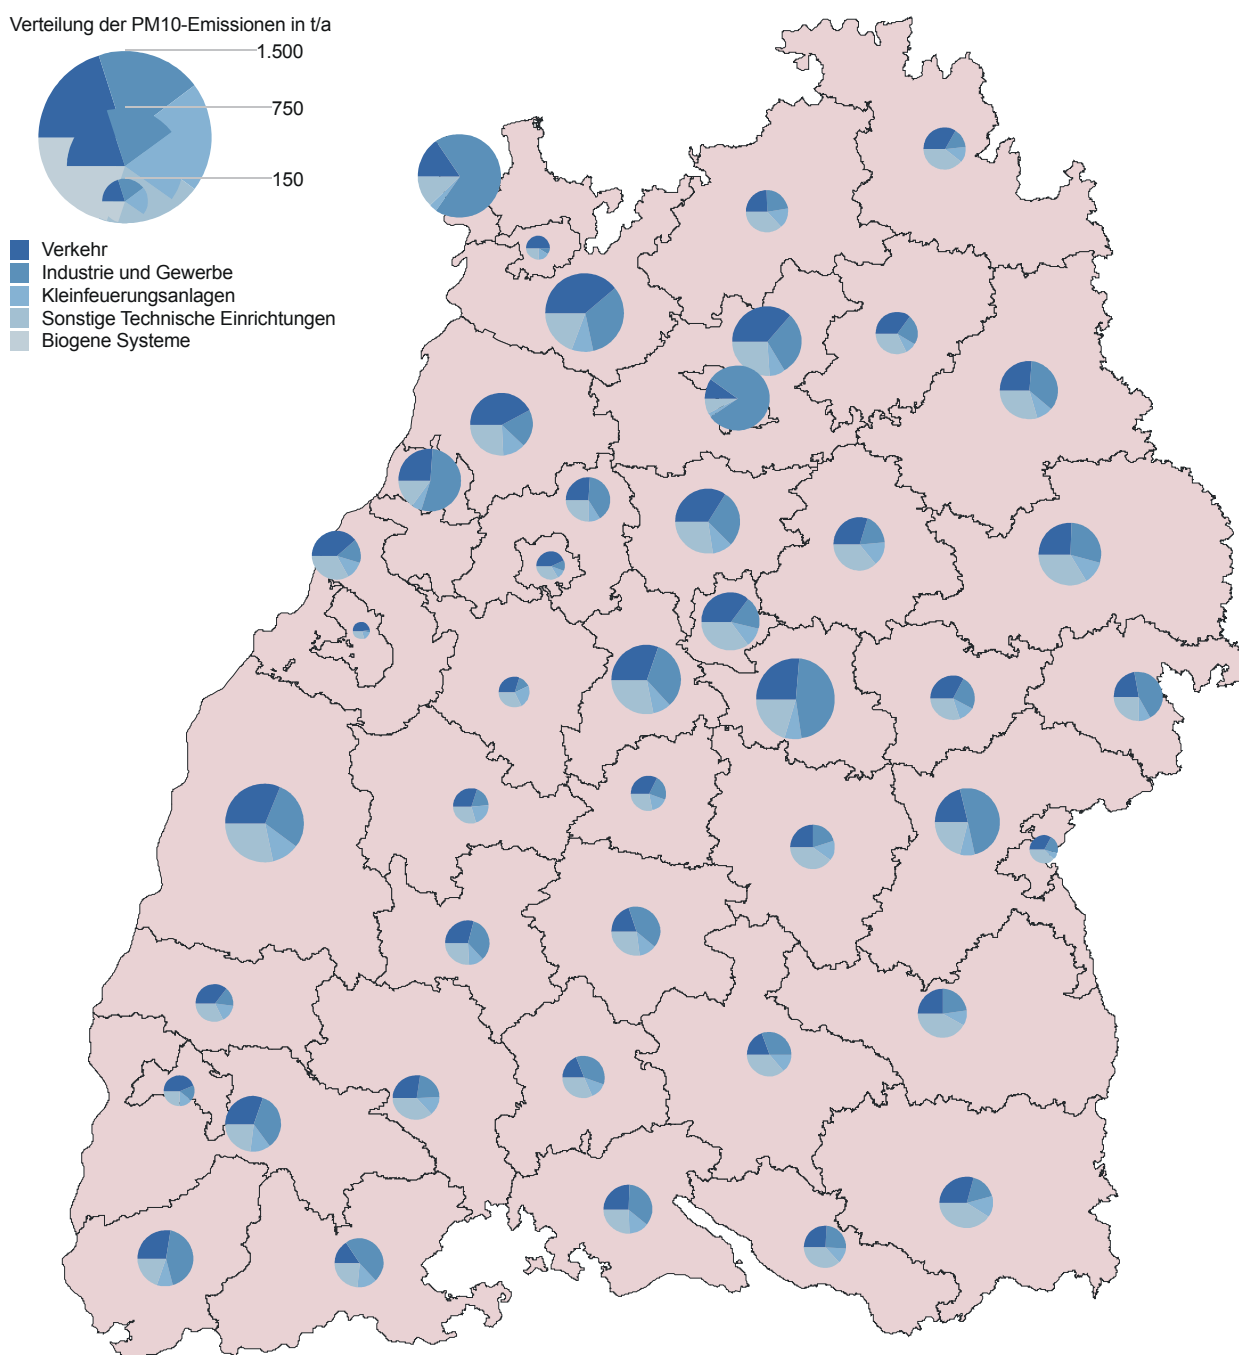 Verteilung der PM10-Emissionen in t/a
1.500
750
150
Verkehr
Industrie und Gewerbe
Kleinfeuerungsanlagen
Sonstige Technische Einrichtungen
Biogene Systeme